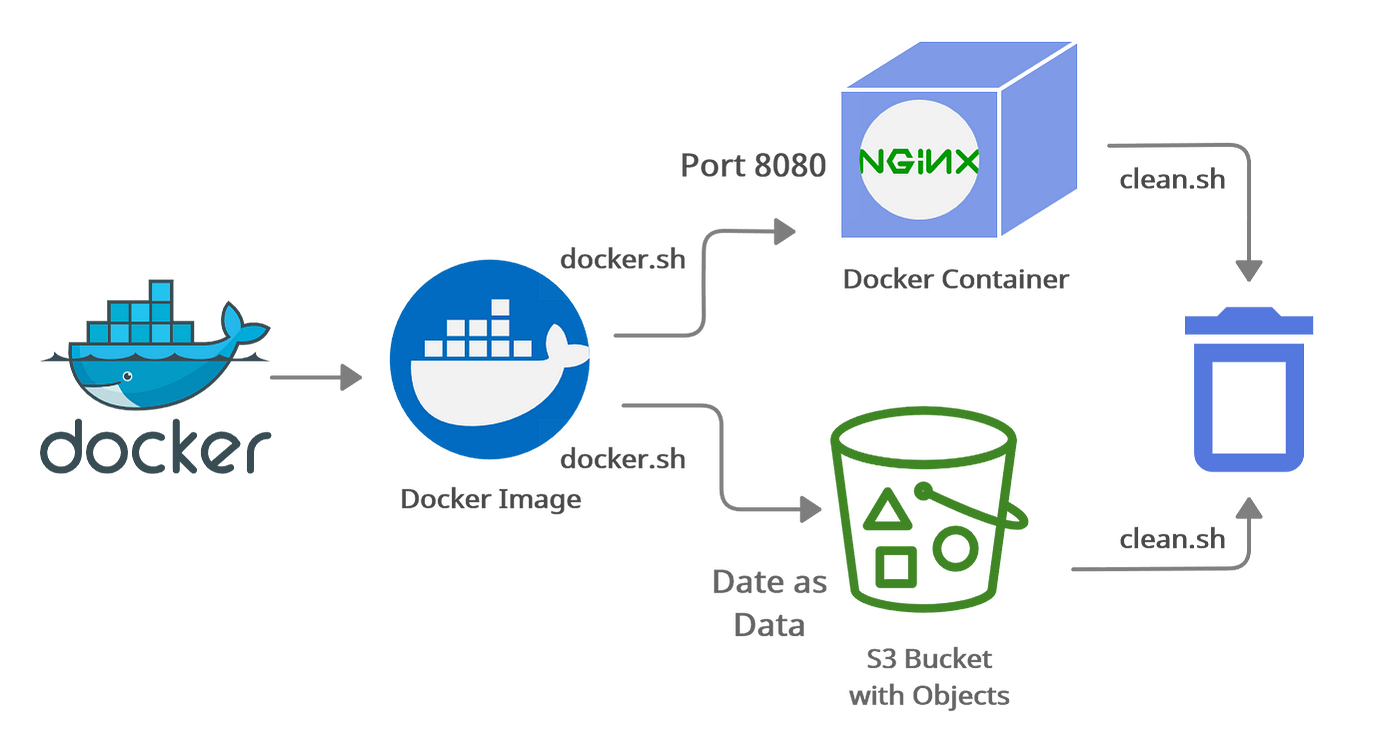 docker
Docker Image
docker.sh
docker.sh
Port 8080
NGiNX
Docker Container
Date as
Data
S3 Bucket
with Objects
clean.sh
clean.sh